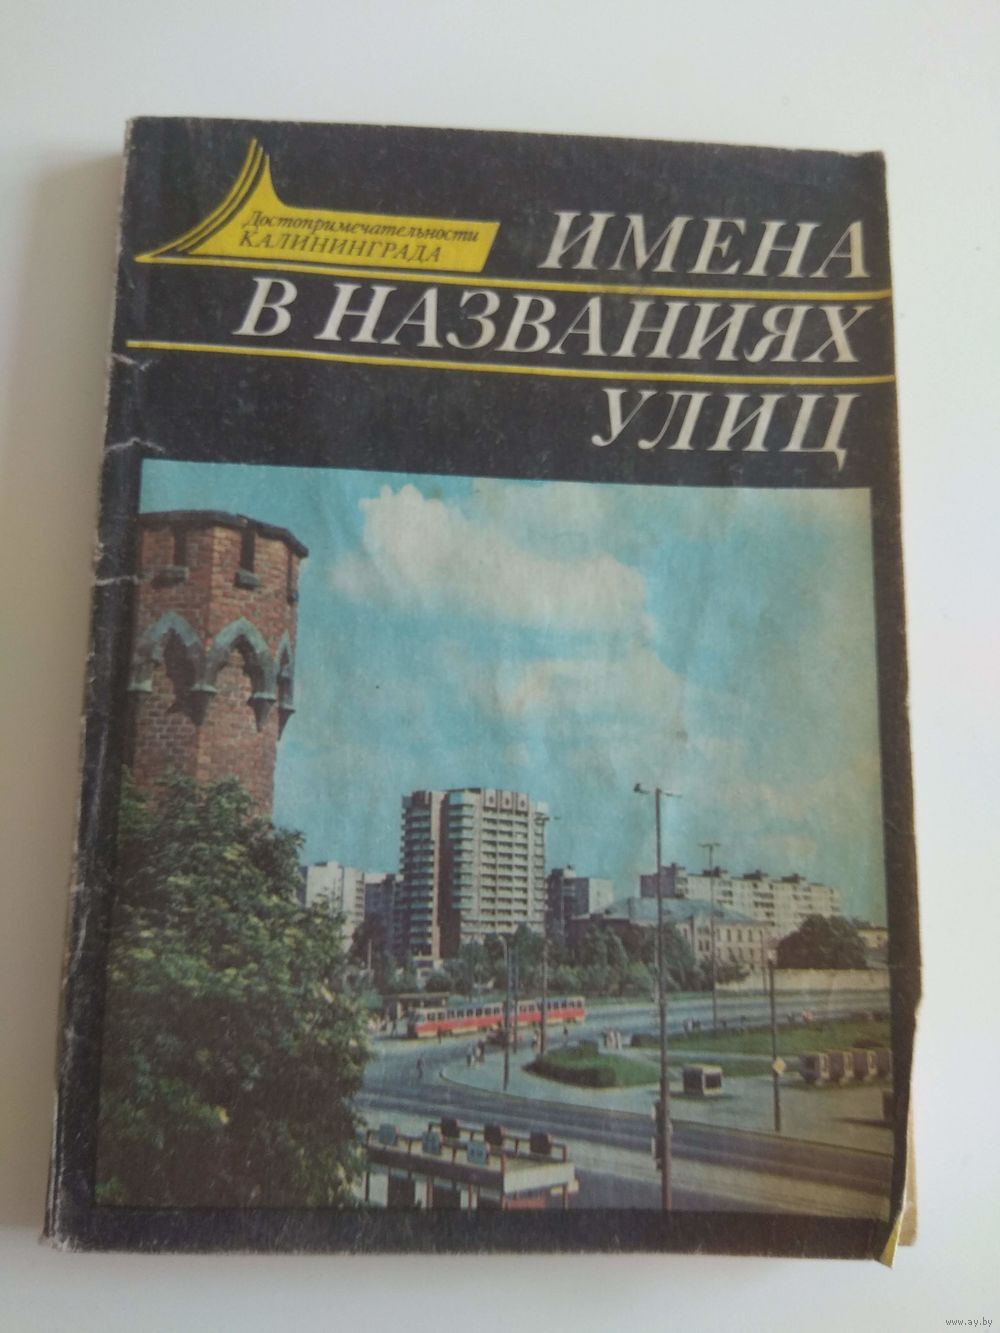 Достопримечательности
КАЛИНИНГРАДА
ИМЕНА
В НАЗВАНИЯХ
УЛИЦ
www.ay.by